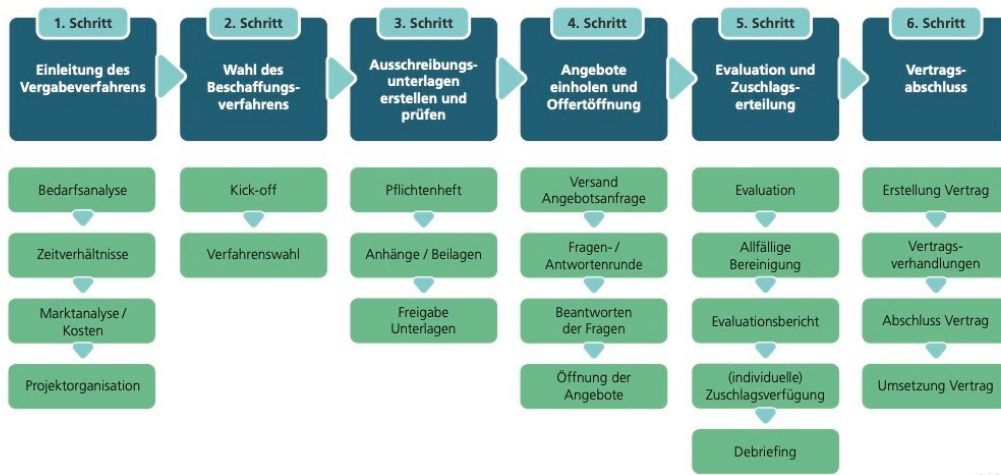 1. Schritt
Einleitung des
Vergabeverfahrens
Bedarfsanalyse
Zeitverhältnisse
Marktanalyse /
Kosten
Projektorganisation
2. Schritt
Wahl des
Beschaffungs-
verfahrens
Kick-off
Verfahrenswahl
3. Schritt
Ausschreibungs-
unterlagen
erstellen und
prüfen
Pflichtenheft
Anhänge / Beilagen
Freigabe
Unterlagen
4. Schritt
Angebote
einholen und
Offertöffnung
Versand
Angebotsanfrage
Fragen- /
Antwortenrunde
Beantworten
der Fragen
Öffnung der
Angebote
5. Schritt
Evaluation und
Zuschlags-
erteilung
Evaluation
Allfällige
Bereinigung
Evaluationsbericht
(individuelle)
Zuschlagsverfügung
Debriefing
6. Schritt
Vertrags-
abschluss
Erstellung Vertrag
Vertrags-
verhandlungen
Abschluss Vertrag
Umsetzung Vertrag